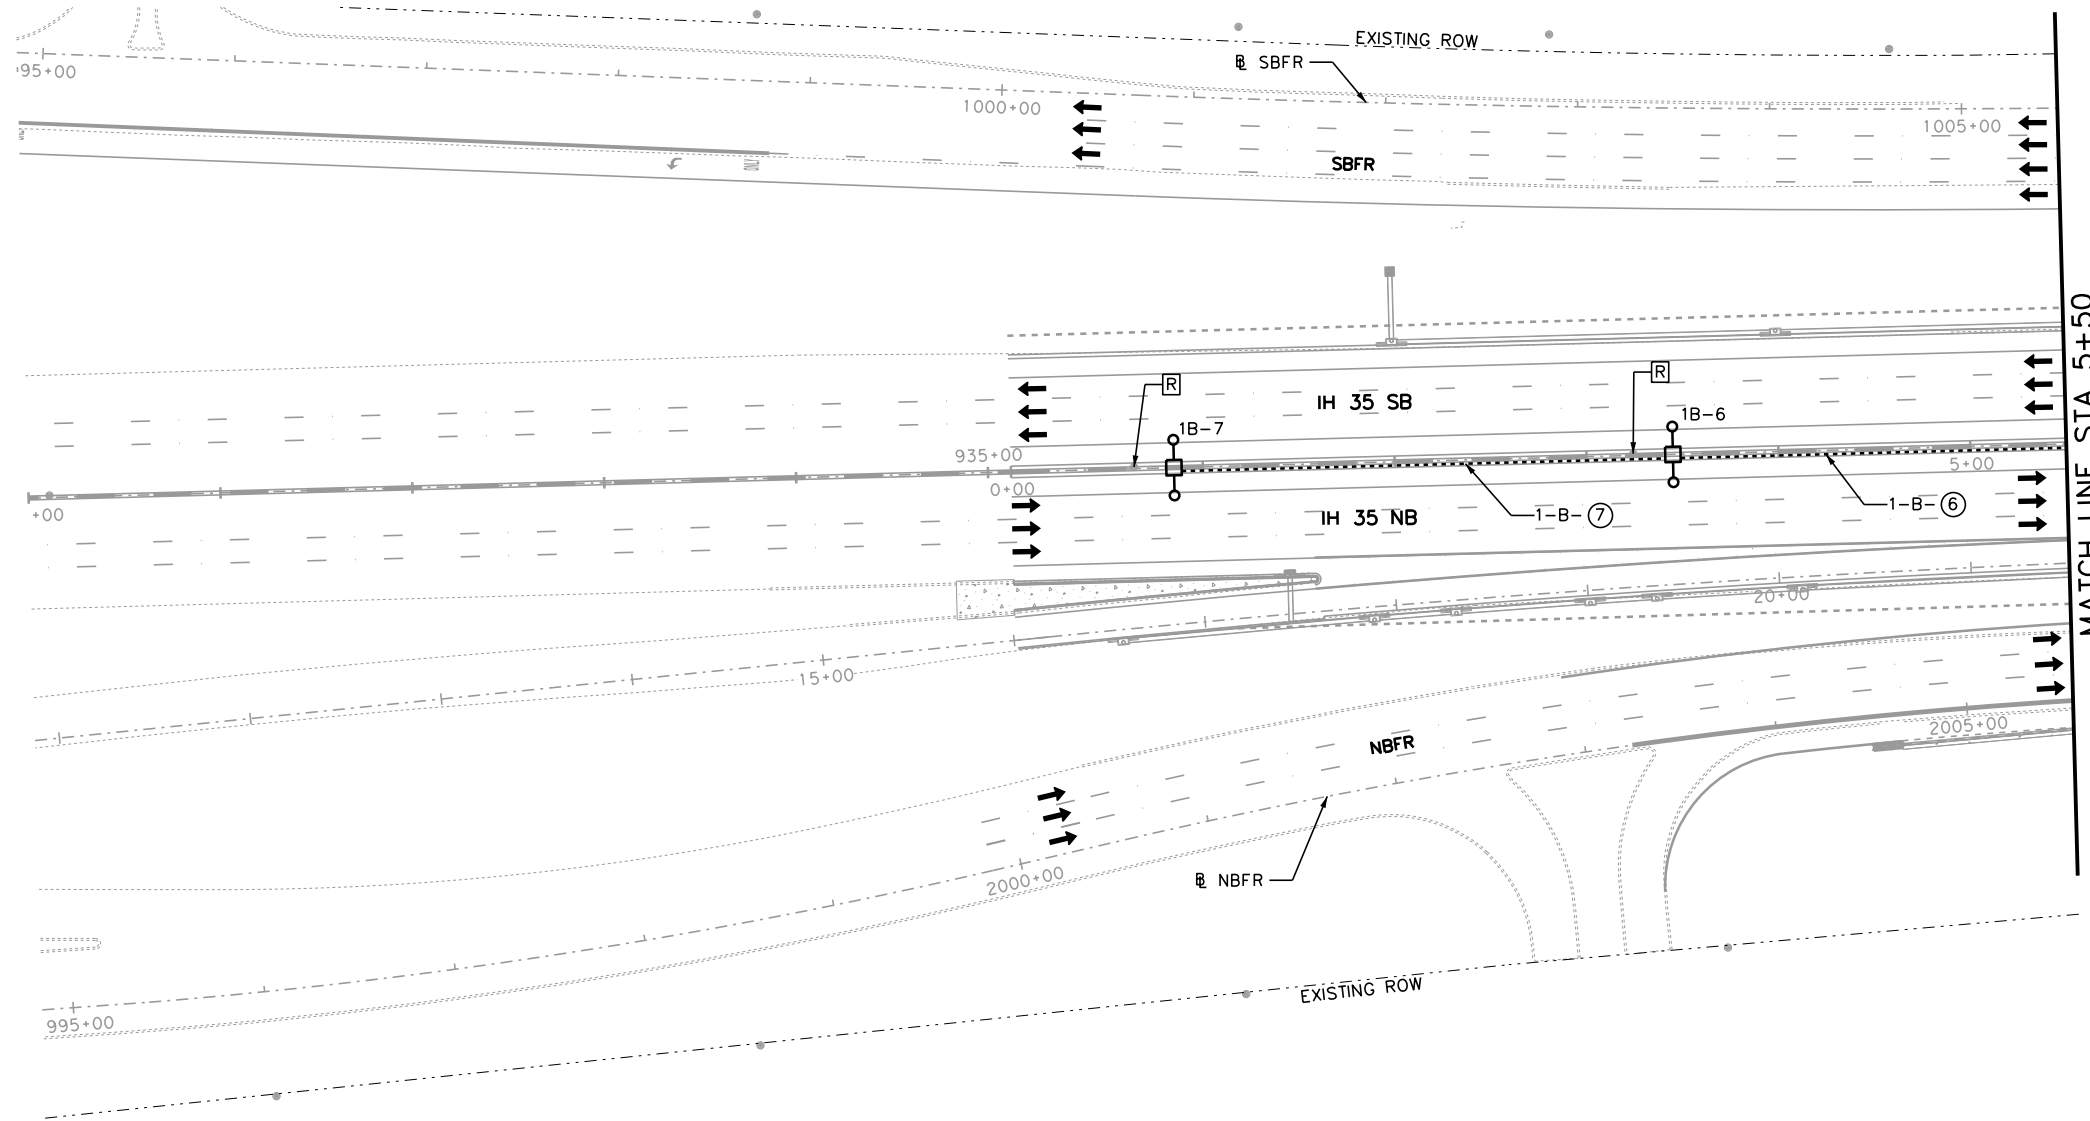 EXISTING ROW
℄ SBFR
95+00
1000+00
1005+00
SBFR
R
R
IH 35 SB
1B-7
1B-6
935+00
0+00
5+00
+00
IH 35 NB
1-B-7
1-B-6
MATCH LINE STA 5+50
20+00
15+00
2005+00
NBFR
2000+00
℄ NBFR
EXISTING ROW
995+00